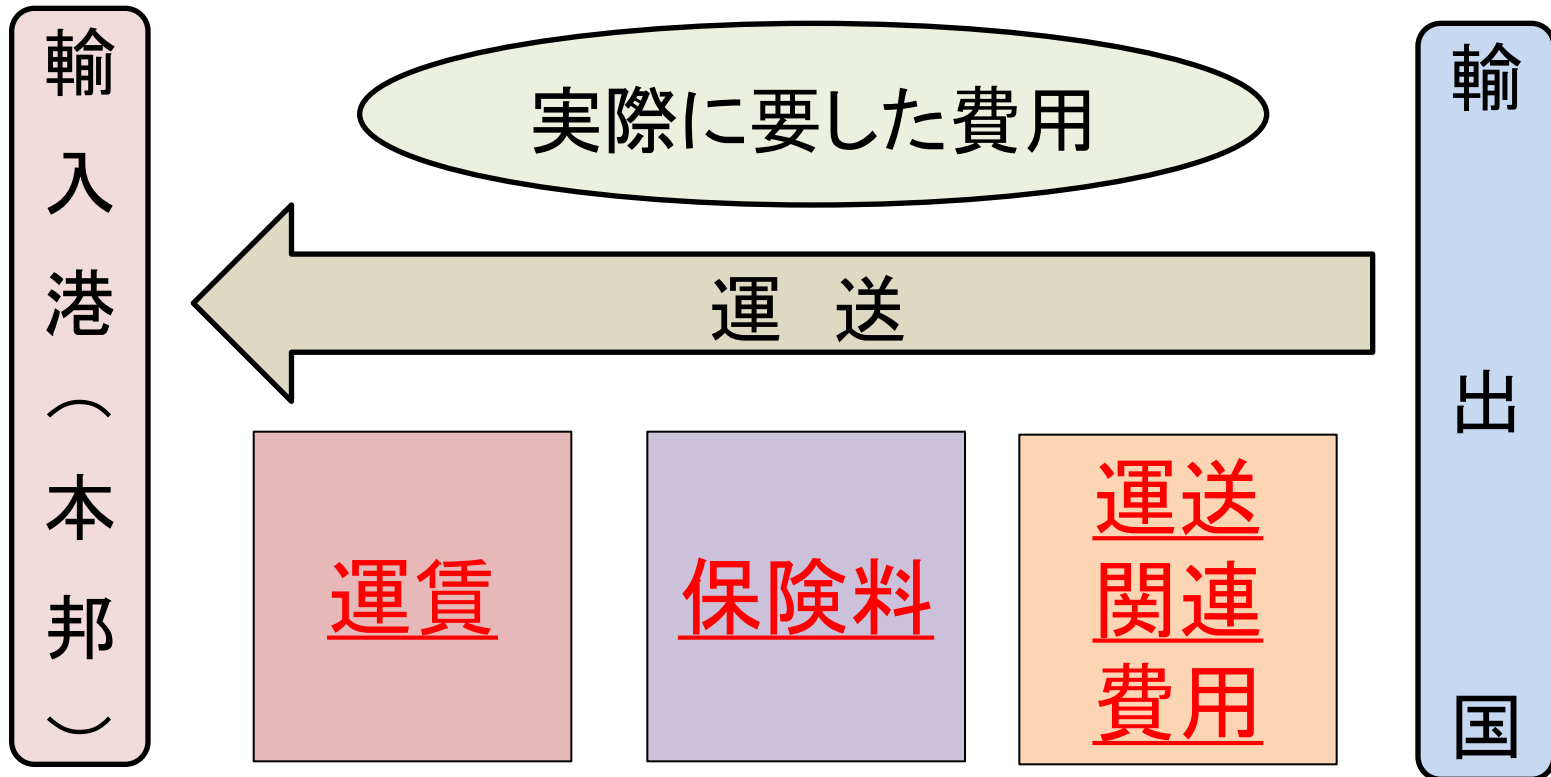 輸入港（本邦）
実際に要した費用
運　送
運賃
保険料
運送
関連
費用
輸出国